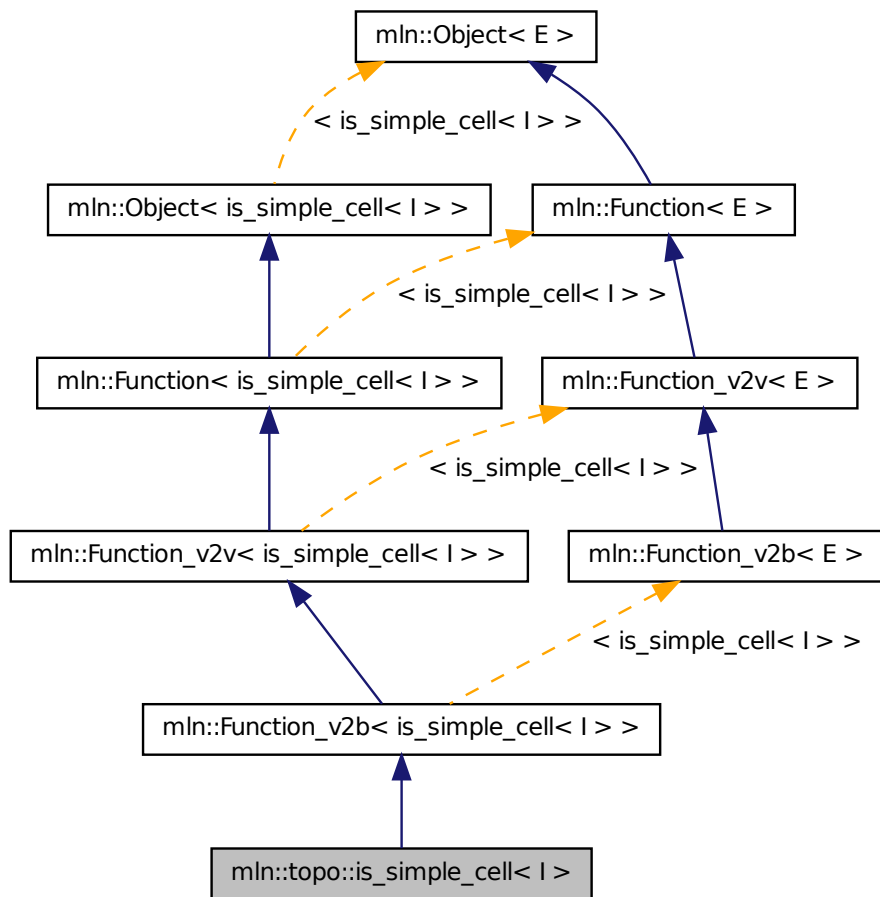 mln::Object< E >
< is_simple_cell< I > >
mln::Object< is_simple_cell< I > >
mln::Function< E >
< is_simple_cell< I > >
mln::Function< is_simple_cell< I > >
mln::Function_v2v< E >
< is_simple_cell< I > >
mln::Function_v2v< is_simple_cell< I > >
mln::Function_v2b< E >
< is_simple_cell< I > >
mln::Function_v2b< is_simple_cell< I > >
mln::topo::is_simple_cell< I >